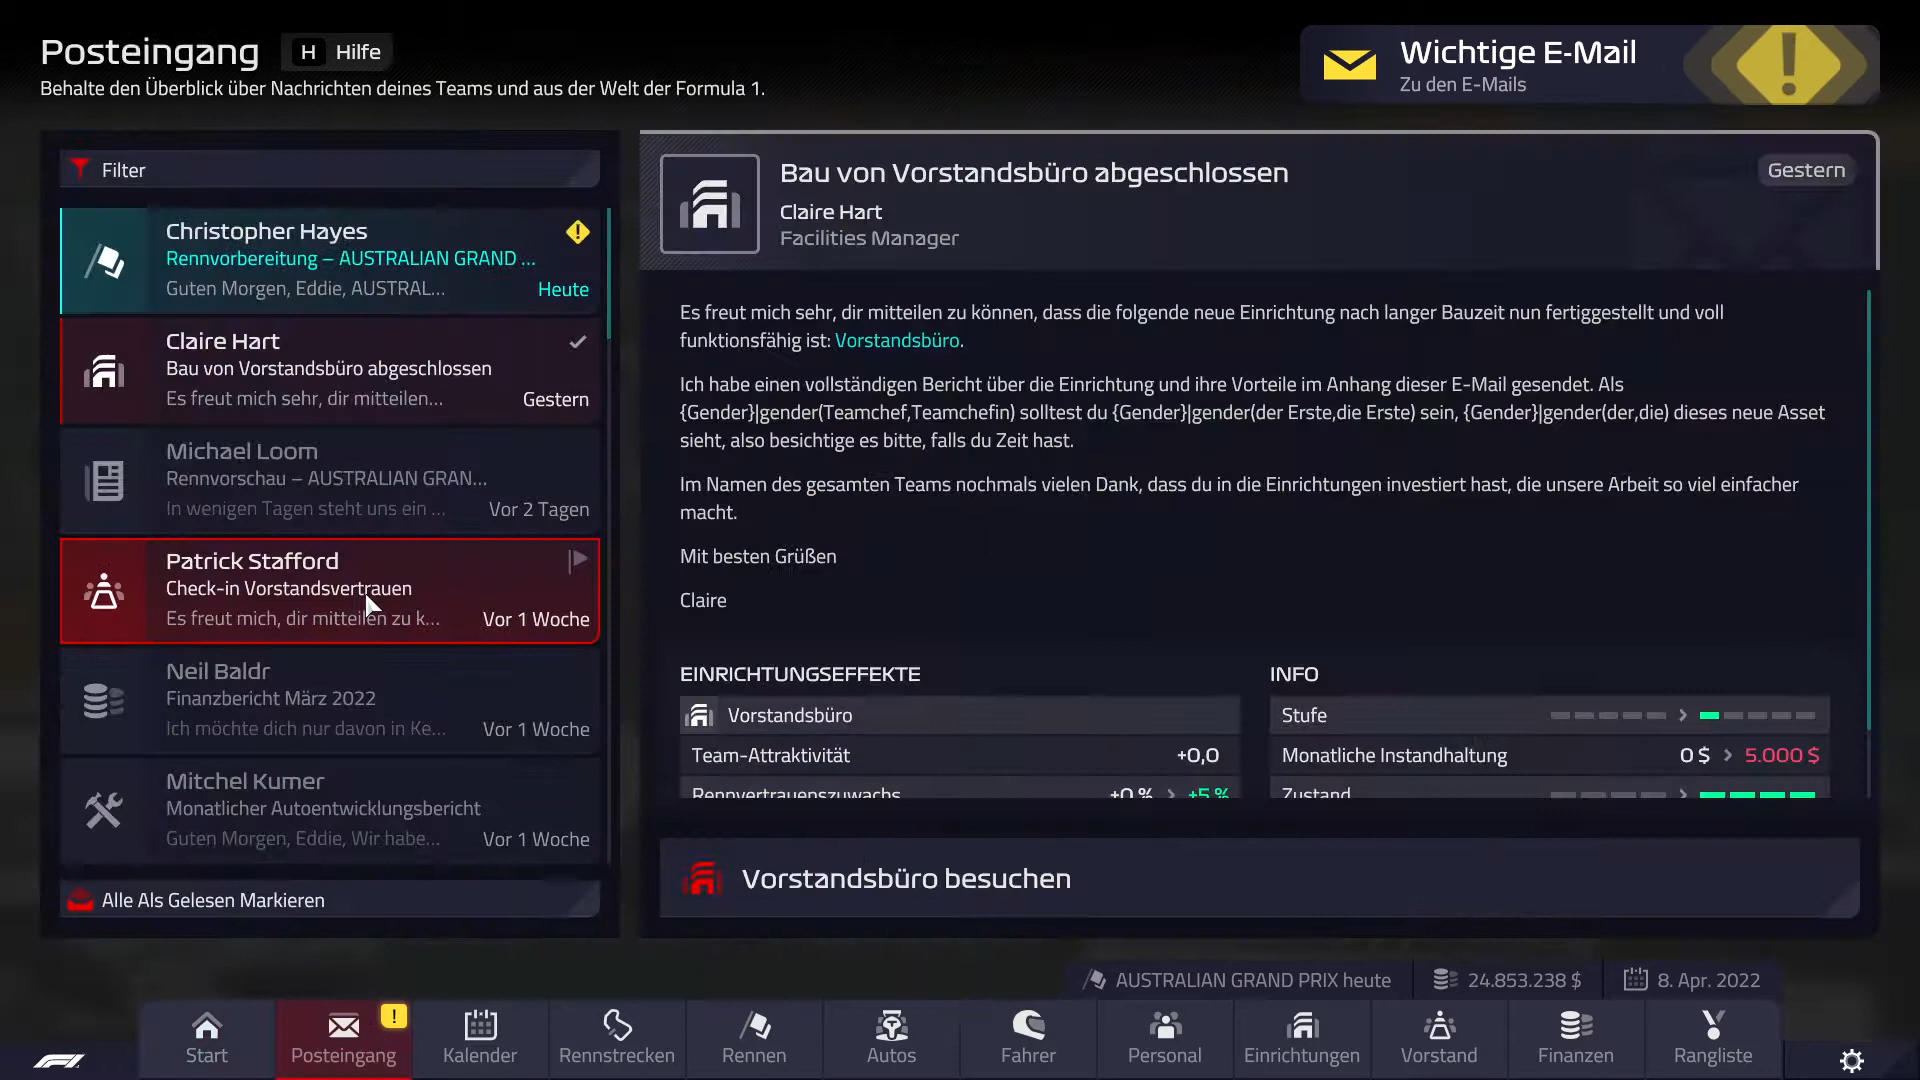 Posteingang
H Hilfe
Behalte den Überblick über Nachrichten deines Teams und aus der Welt der Formula 1.
Wichtige E-Mail
Zu den E-Mails
Filter
Christopher Hayes
Rennvorbereitung – AUSTRALIAN GRAND ...
Guten Morgen, Eddie, AUSTRAL... Heute
Claire Hart
Bau von Vorstandsbüro abgeschlossen
Es freut mich sehr, dir mitteilen... Gestern
Michael Loom
Rennvorschau – AUSTRALIAN GRAN...
In wenigen Tagen steht uns ein ... Vor 2 Tagen
Patrick Stafford
Check-in Vorstandsvertrauen
Es freut mich, dir mitteilen zu k... Vor 1 Woche
Neil Baldr
Finanzbericht März 2022
Ich möchte dich nur davon in Ke... Vor 1 Woche
Mitchel Kumer
Monatlicher Autoentwicklungsbericht
Guten Morgen, Eddie, Wir habe... Vor 1 Woche
Alle Als Gelesen Markieren
Bau von Vorstandsbüro abgeschlossen
Gestern
Claire Hart
Facilities Manager
Es freut mich sehr, dir mitteilen zu können, dass die folgende neue Einrichtung nach langer Bauzeit nun fertiggestellt und voll
funktionsfähig ist: Vorstandsbüro.
Ich habe einen vollständigen Bericht über die Einrichtung und ihre Vorteile im Anhang dieser E-Mail gesendet. Als
{Gender}|gender(Teamchef,Teamchefin) solltest du {Gender}|gender(der Erste,die Erste) sein, {Gender}|gender(der,die) dieses neue Asset
sieht, also besichtige es bitte, falls du Zeit hast.
Im Namen des gesamten Teams nochmals vielen Dank, dass du in die Einrichtungen investiert hast, die unsere Arbeit so viel einfacher
macht.
Mit besten Grüßen
Claire
EINRICHTUNGSEFFEKTE
Vorstandsbüro
Team-Attraktivität +0,0
Rennvertrauenszuwachs +0 % > +5 %
INFO
Stufe >
Monatliche Instandhaltung 0 $ > 5.000 $
Zustand >
Vorstandsbüro besuchen
AUSTRALIAN GRAND PRIX heute 24.853.238 $ 8. Apr. 2022
Start Posteingang ! Kalender Rennstrecken Rennen Autos Fahrer Personal Einrichtungen Vorstand Finanzen Rangliste